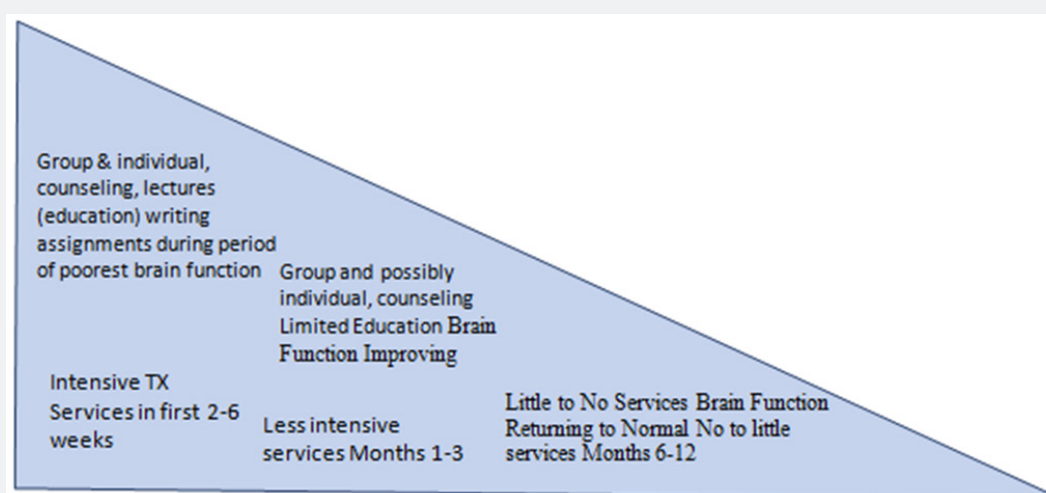 Group & individual,
counseling, lectures
(education) writing
assignments during period
of poorest brain function
Group and possibly
individual, counseling
Limited Education Brain
Function Improving
Intensive TX
Services in first 2-6
weeks
Less intensive
services Months 1-3
Little to No Services Brain Function
Returning to Normal No to little
services Months 6-12